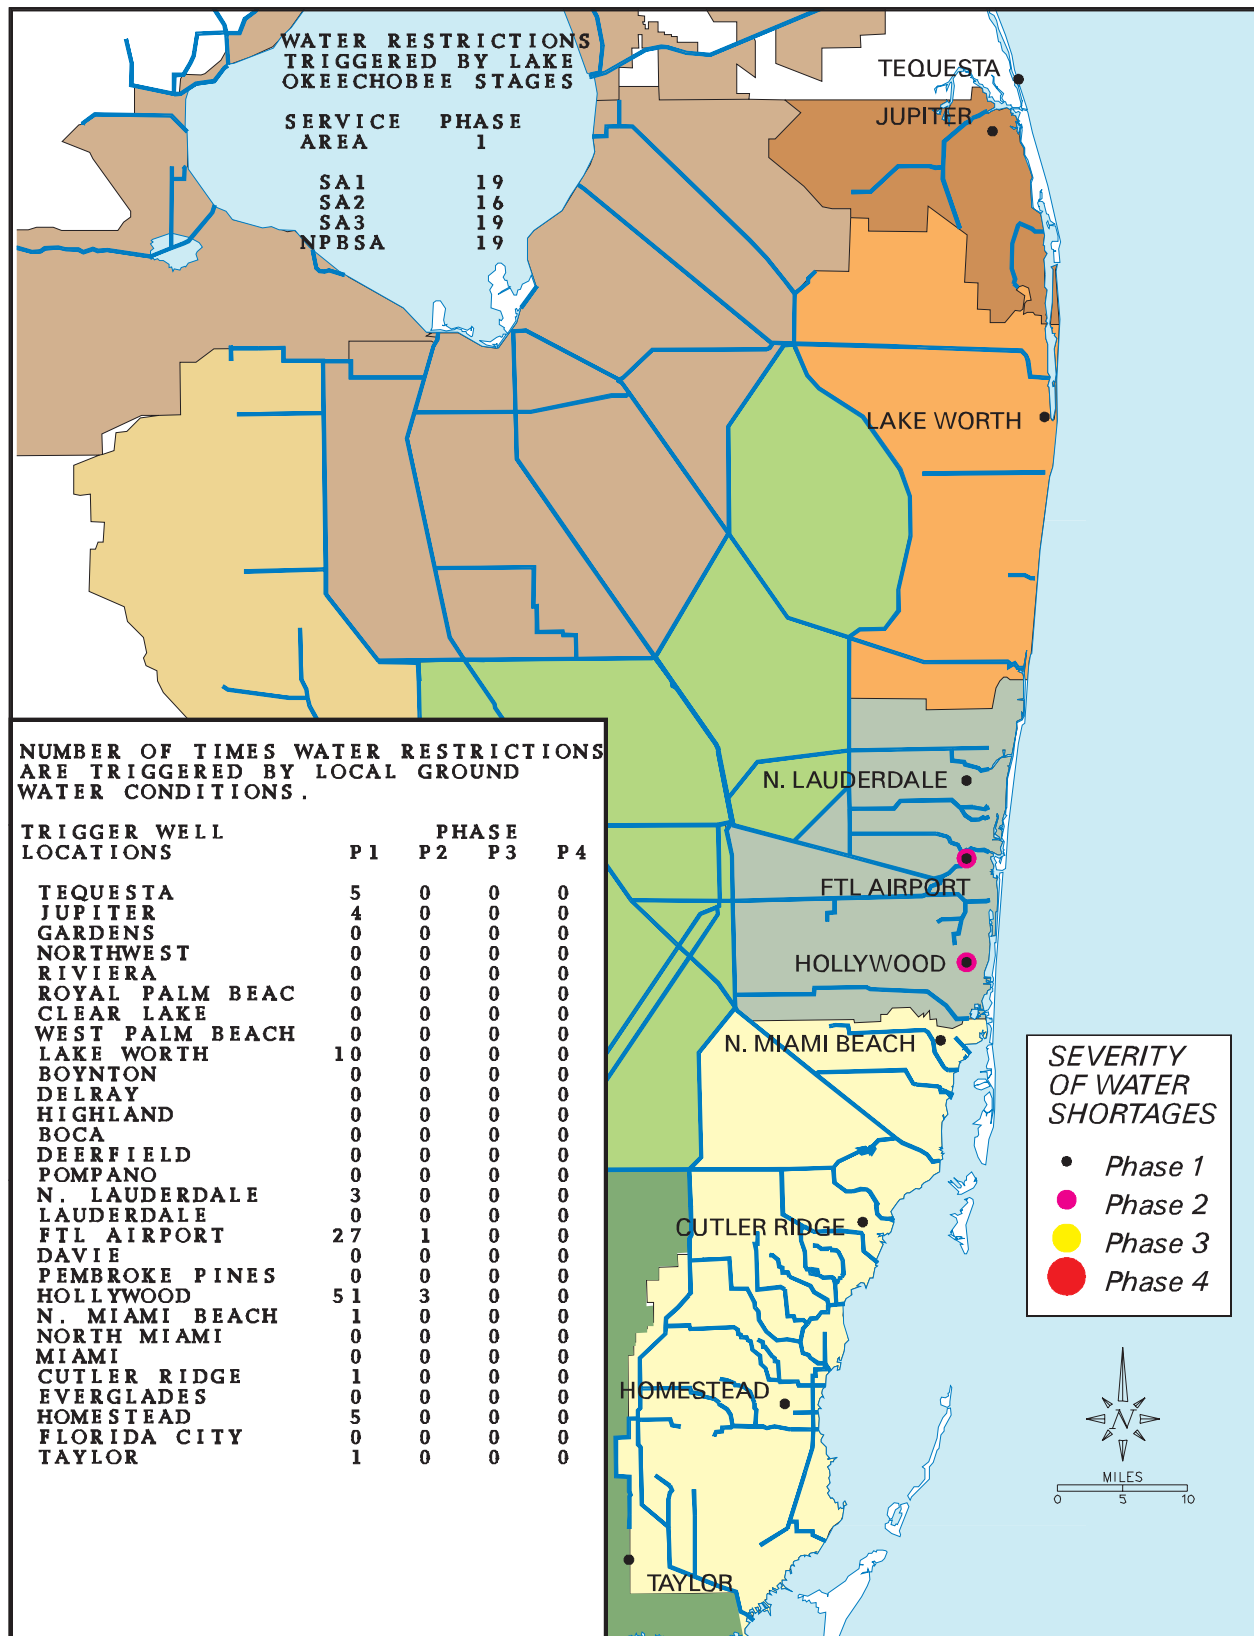 WATER RESTRICTIONS
TRIGGERED BY LAKE
OKEECHOBEE STAGES
SERVICE PHASE
AREA 1
SA1 19
SA2 16
SA3 19
NPBSA 19
TEQUESTA
JUPITER
LAKE WORTH
N. LAUDERDALE
FTL AIRPORT
HOLLYWOOD
N. MIAMI BEACH
CUTLER RIDGE
HOMESTEAD
TAYLOR
NUMBER OF TIMES WATER RESTRICTIONS
ARE TRIGGERED BY LOCAL GROUND
WATER CONDITIONS.
TRIGGER WELL PHASE
LOCATIONS P1 P2 P3 P4
TEQUESTA 5 0 0 0
JUPITER 4 0 0 0
GARDENS 0 0 0 0
NORTHWEST 0 0 0 0
RIVIERA 0 0 0 0
ROYAL PALM BEAC 0 0 0 0
CLEAR LAKE 0 0 0 0
WEST PALM BEACH 0 0 0 0
LAKE WORTH 10 0 0 0
BOYNTON 0 0 0 0
DELRAY 0 0 0 0
HIGHLAND 0 0 0 0
BOCA 0 0 0 0
DEERFIELD 0 0 0 0
POMPANO 0 0 0 0
N. LAUDERDALE 3 0 0 0
LAUDERDALE 0 0 0 0
FTL AIRPORT 27 1 0 0
DAVIE 0 0 0 0
PEMBROKE PINES 0 0 0 0
HOLLYWOOD 51 3 0 0
N. MIAMI BEACH 1 0 0 0
NORTH MIAMI 0 0 0 0
MIAMI 0 0 0 0
CUTLER RIDGE 1 0 0 0
EVERGLADES 0 0 0 0
HOMESTEAD 5 0 0 0
FLORIDA CITY 0 0 0 0
TAYLOR 1 0 0 0
SEVERITY
OF WATER
SHORTAGES
Phase 1
Phase 2
Phase 3
Phase 4
N
MILES
0 5 10